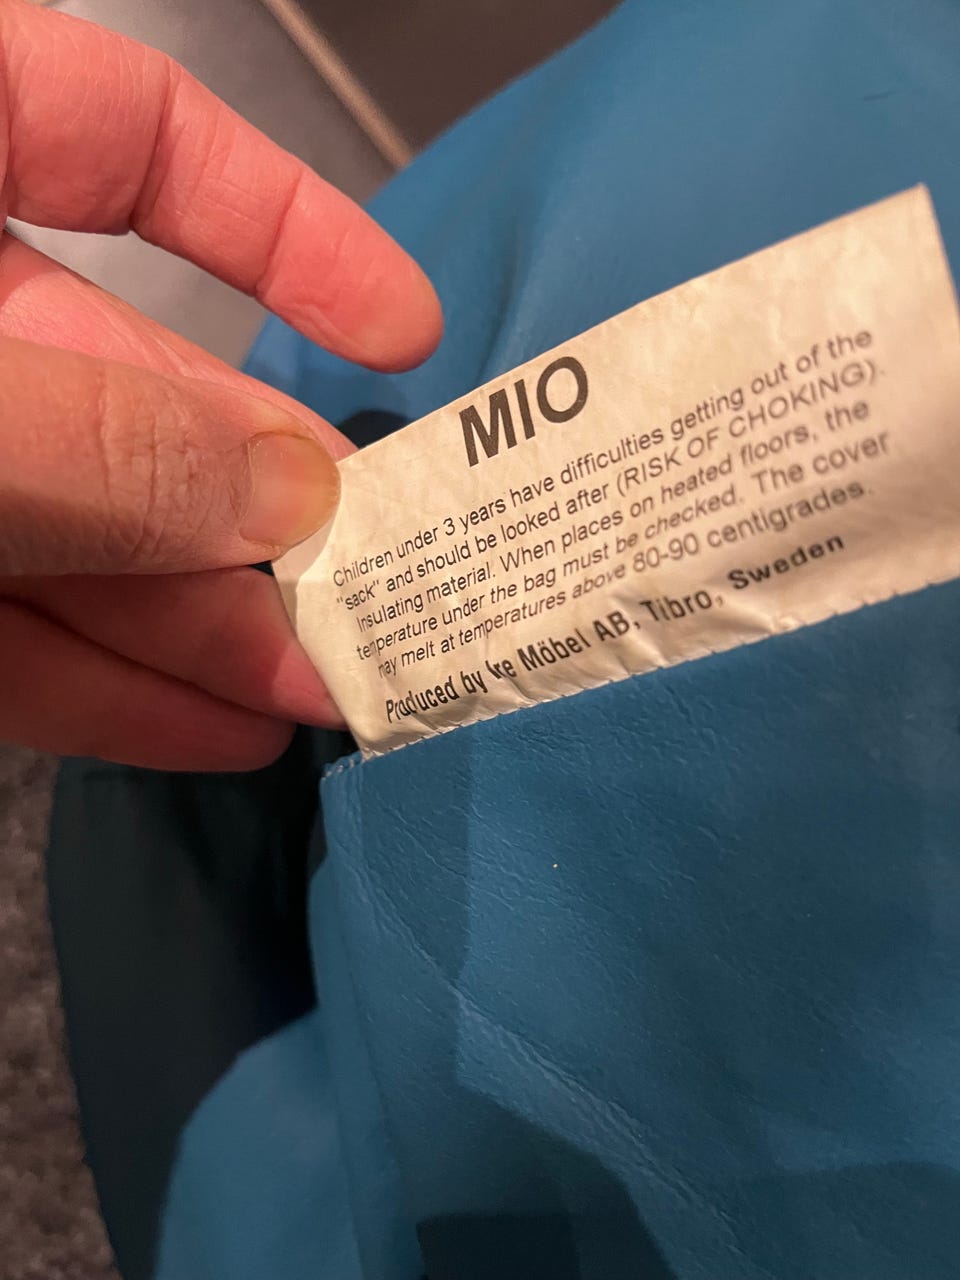 MIO
Children under 3 years have difficulties getting out of the
"sack" and should be looked after (RISK OF CHOKING).
Insulating material. When places on heated floors, the
temperature under the bag must be checked. The cover
may melt at temperatures above 80-90 centigrades.
Produced by Ire Möbel AB, Tibro, Sweden